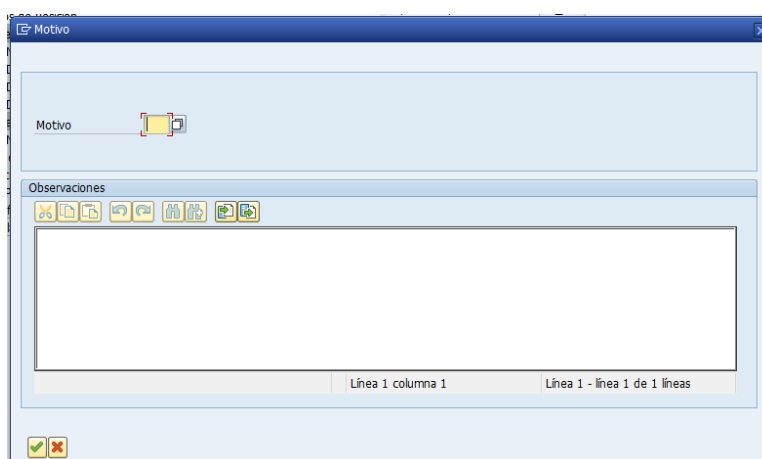 Motivo
Motivo
Observaciones
Línea 1 columna 1
Línea 1 - línea 1 de 1 líneas